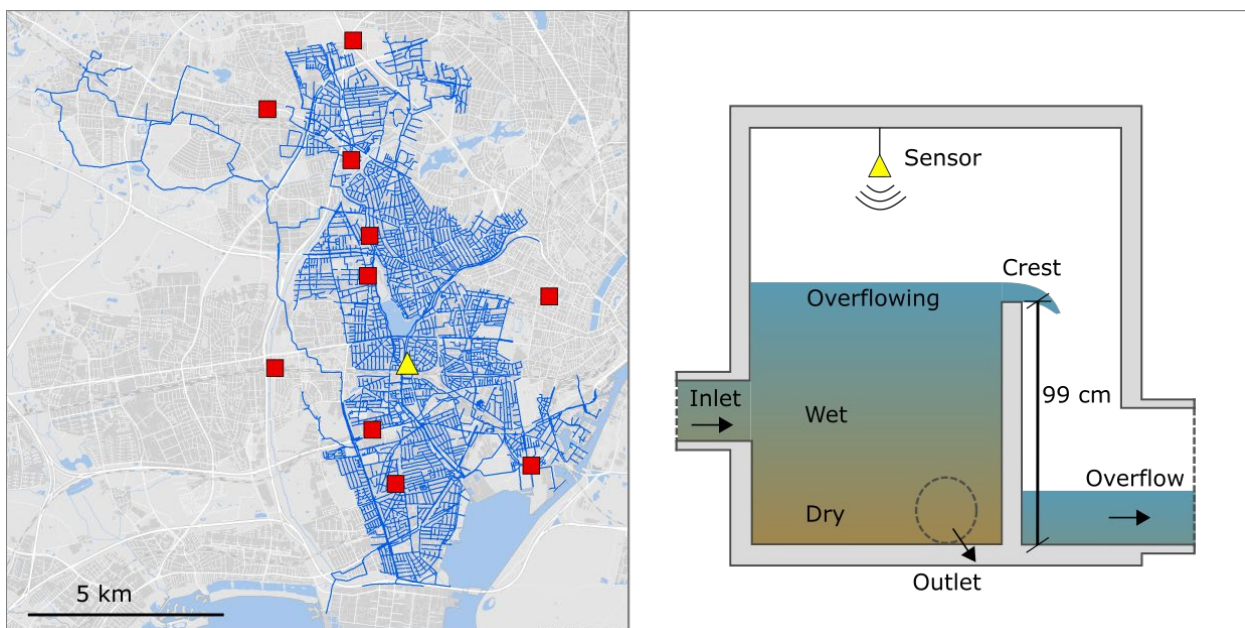 5 km
Sensor
Crest
Overflowing
99 cm
Inlet
Wet
Overflow
Dry
Outlet